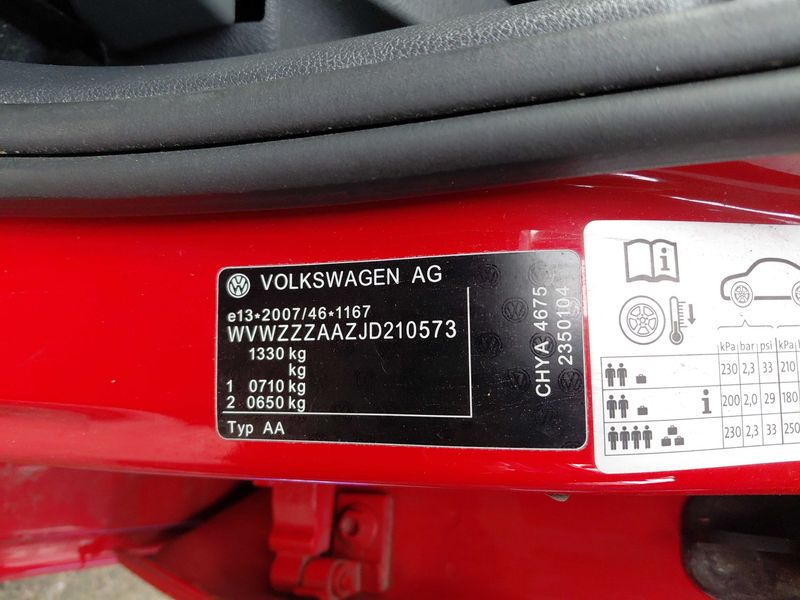 VOLKSWAGEN AG
e13*2007/46*1167
WVWZZZAAZJD210573
1330 kg
kg
1 0710 kg
2 0650 kg
Typ AA
CHYA 4675
2350104
i
kPa bar psi kPa
230 2,3 33 210
i 200 2,0 29 180
230 2,3 33 250